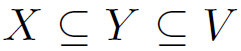 X ⊆ Y ⊆ V